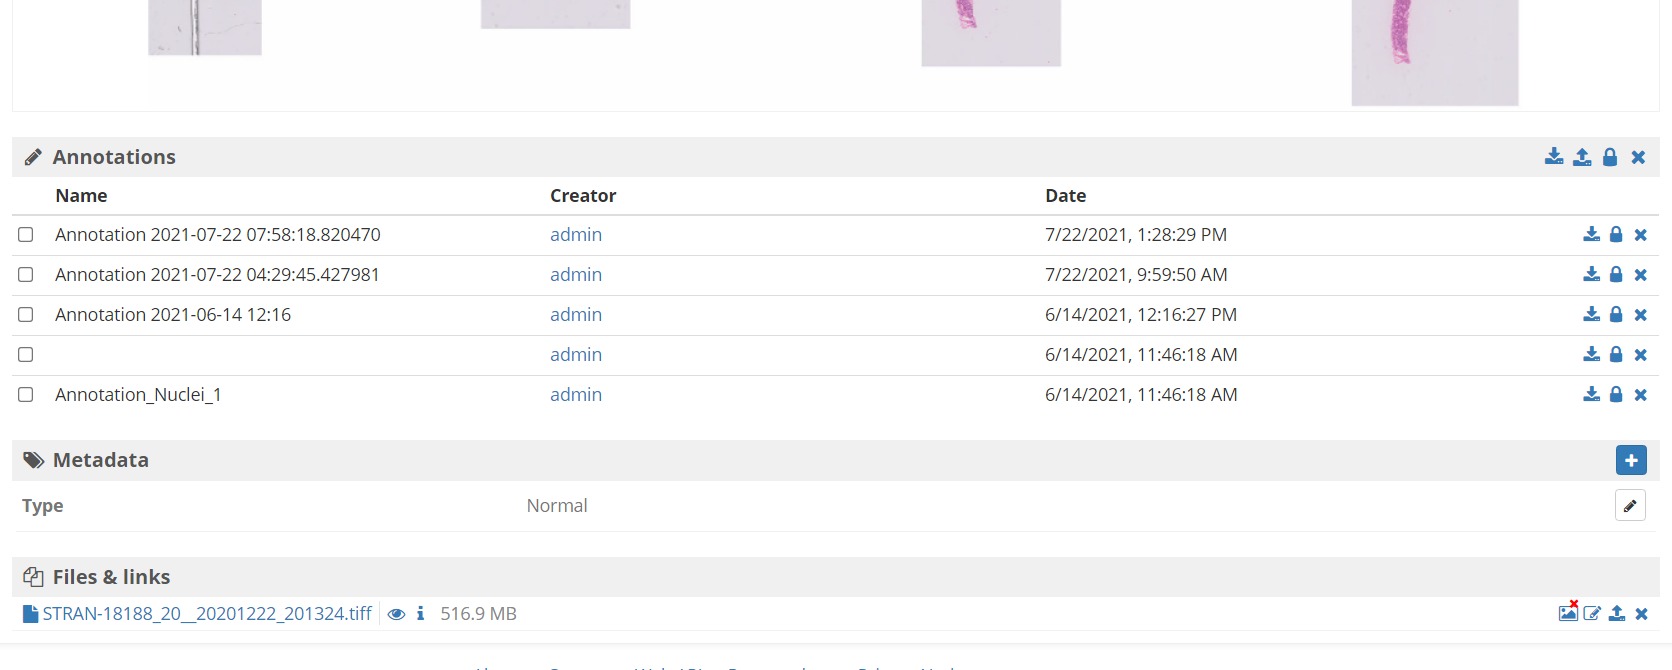 Annotations
Name Creator Date
Annotation 2021-07-22 07:58:18.820470 admin 7/22/2021, 1:28:29 PM
Annotation 2021-07-22 04:29:45.427981 admin 7/22/2021, 9:59:50 AM
Annotation 2021-06-14 12:16 admin 6/14/2021, 12:16:27 PM
admin 6/14/2021, 11:46:18 AM
Annotation_Nuclei_1 admin 6/14/2021, 11:46:18 AM
Metadata
Type Normal
Files & links
STRAN-18188_20__20201222_201324.tiff 516.9 MB